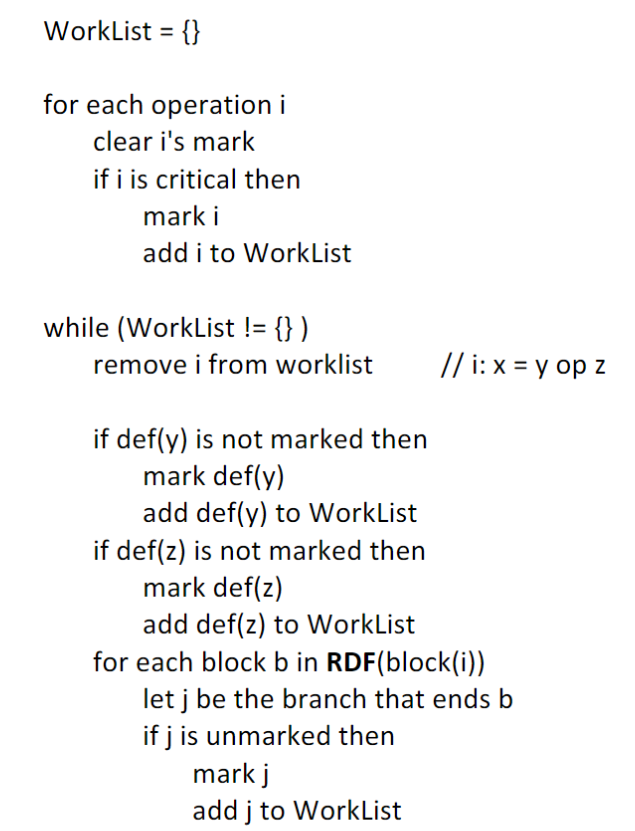 WorkList = {}
for each operation i
clear i's mark
if i is critical then
mark i
add i to WorkList
while (WorkList != {} )
remove i from worklist // i: x = y op z
if def(y) is not marked then
mark def(y)
add def(y) to WorkList
if def(z) is not marked then
mark def(z)
add def(z) to WorkList
for each block b in RDF(block(i))
let j be the branch that ends b
if j is unmarked then
mark j
add j to WorkList